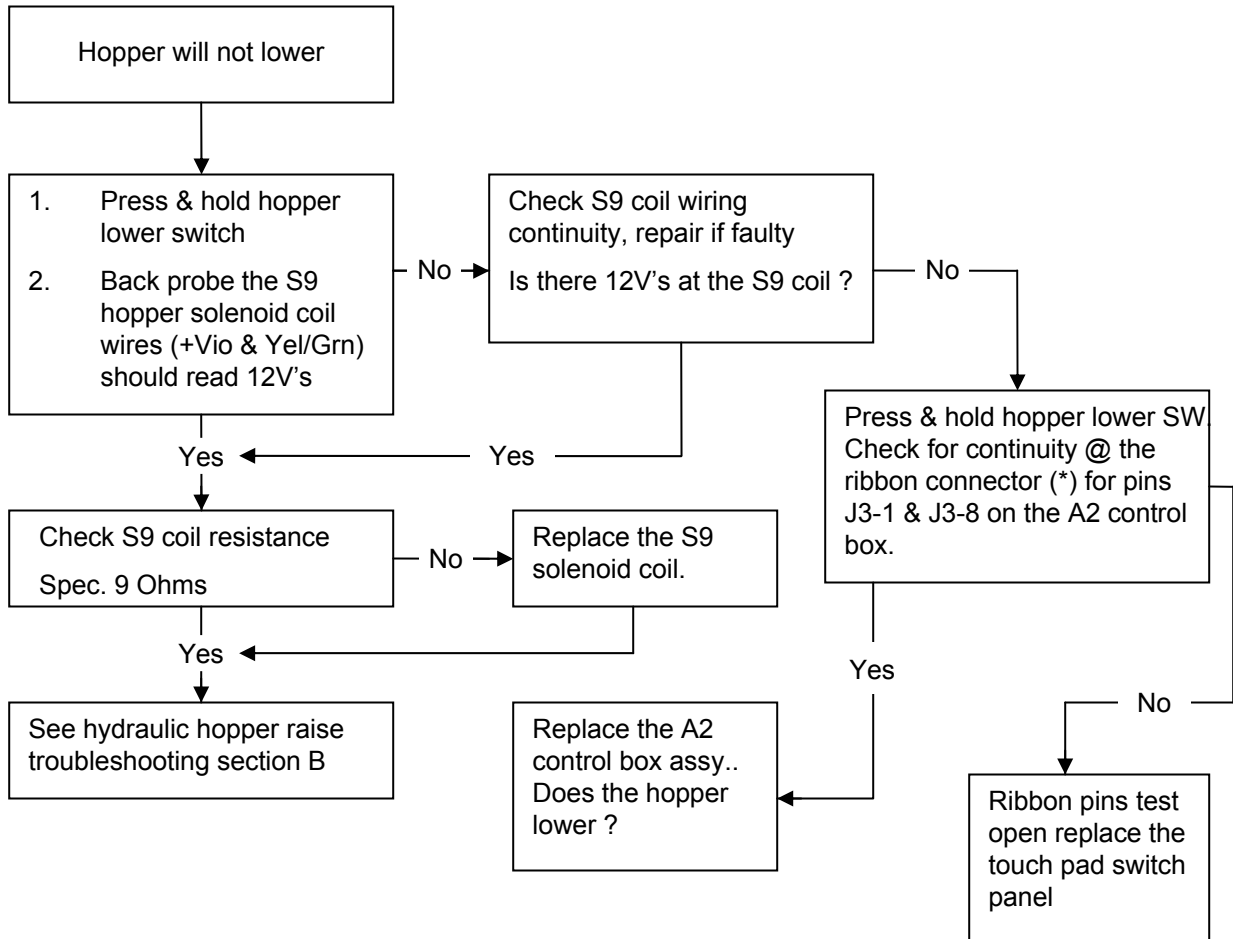 Hopper will not lower
1. Press & hold hopper
lower switch
2. Back probe the S9
hopper solenoid coil
wires (+Vio & Yel/Grn)
should read 12V's
No
Check S9 coil wiring
continuity, repair if faulty
Is there 12V's at the S9 coil ?
No
Yes
Yes
Press & hold hopper lower SW.
Check for continuity @ the
ribbon connector (*) for pins
J3-1 & J3-8 on the A2 control
box.
Check S9 coil resistance
Spec. 9 Ohms
No
Replace the S9
solenoid coil.
Yes
Yes
No
See hydraulic hopper raise
troubleshooting section B
Replace the A2
control box assy..
Does the hopper
lower ?
Ribbon pins test
open replace the
touch pad switch
panel